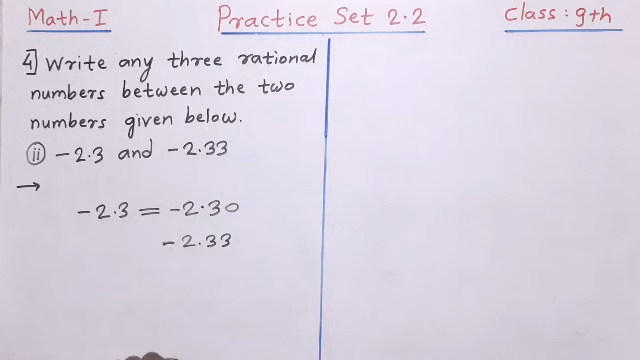 Math-I
Practice Set 2.2
Class: 9th
4] Write any three rational
numbers between the two
numbers given below.
ii -2.3 and -2.33
→
-2.3 = -2.30
-2.33